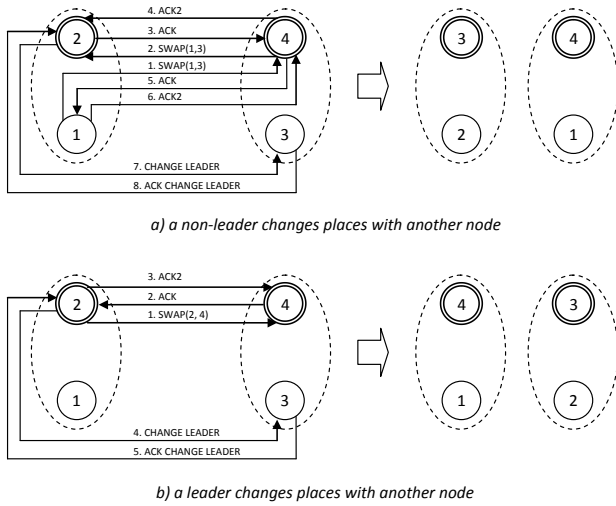 4. ACK2
3. ACK
2. SWAP(1,3)
1. SWAP(1,3)
5. ACK
6. ACK2
2
4
1
3
7. CHANGE LEADER
8. ACK CHANGE LEADER
3
4
2
1
a) a non-leader changes places with another node
3. ACK2
2. ACK
1. SWAP(2, 4)
2
4
1
3
4. CHANGE LEADER
5. ACK CHANGE LEADER
4
3
1
2
b) a leader changes places with another node